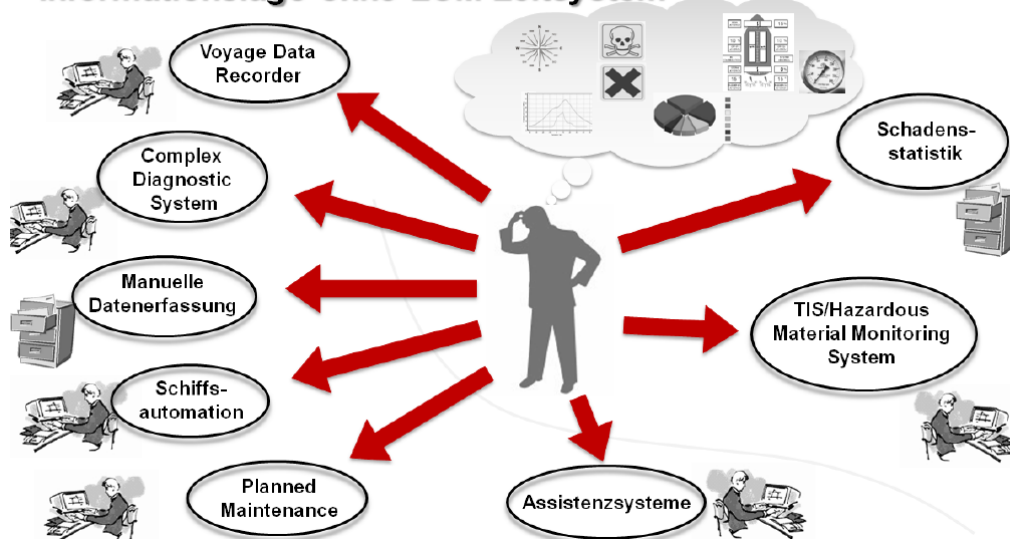 Voyage Data
Recorder
Complex
Diagnostic
System
Manuelle
Datenerfassung
Schiffs-
automation
Planned
Maintenance
Assistenzsysteme
TIS/Hazardous
Material Monitoring
System
Schadens-
statistik